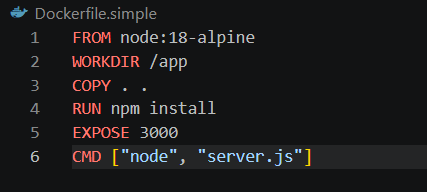 Dockerfile.simple
1 FROM node:18-alpine
2 WORKDIR /app
3 COPY . .
4 RUN npm install
5 EXPOSE 3000
6 CMD ["node", "server.js"]